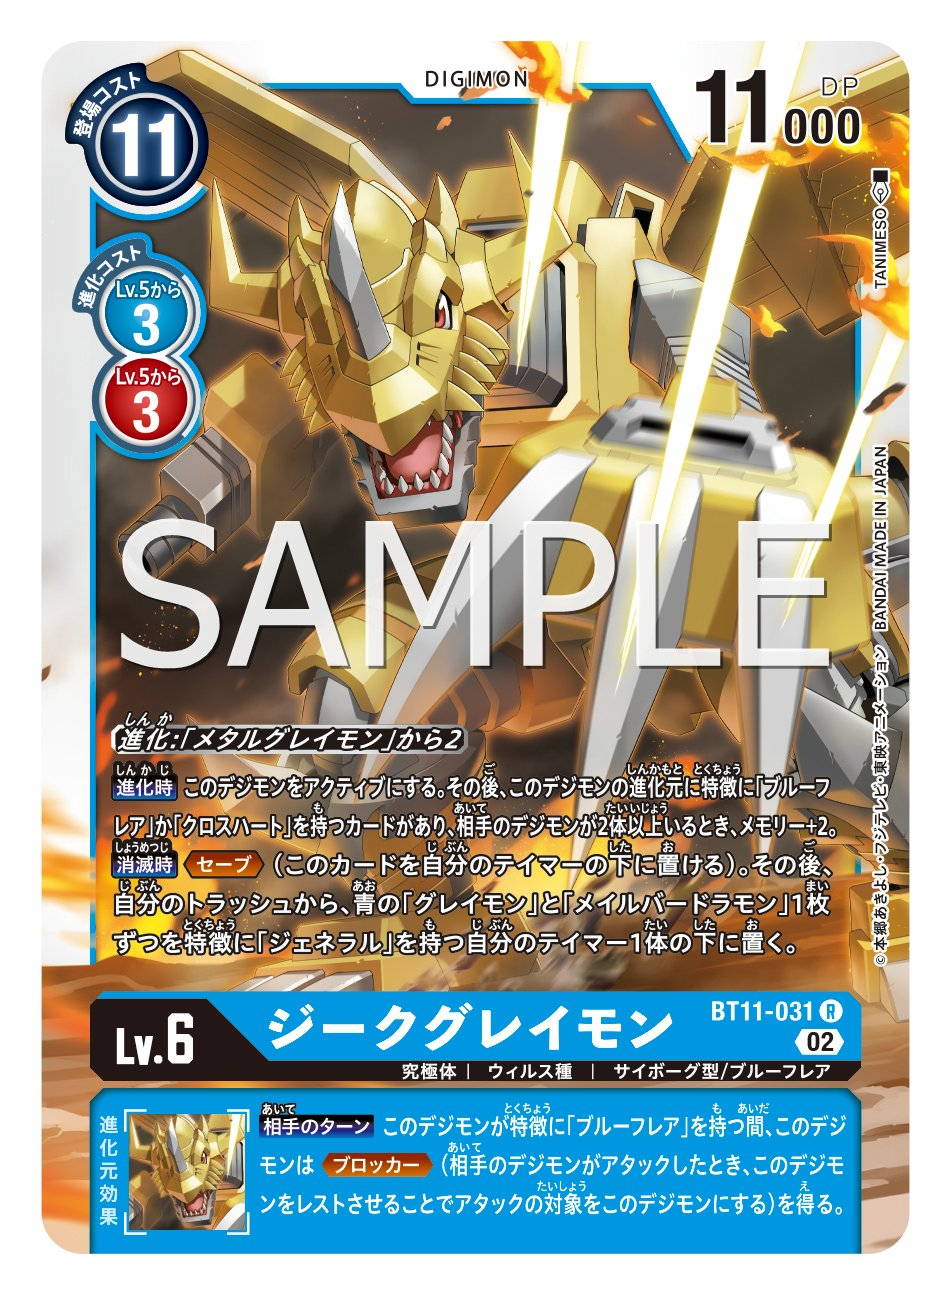 DIGIMON
登場コスト
11
11000
DP
進化コスト
Lv.5から
3
Lv.5から
3
TANIMESO
SAMPLE
進化:「メタルグレイモン」から2
進化時 このデジモンをアクティブにする。その後、このデジモンの進化元に特徴に「ブルーフ
レア」か「クロスハート」を持つカードがあり、相手のデジモンが2体以上いるとき、メモリー+2。
消滅時 セーブ (このカードを自分のテイマーの下に置ける)。その後、
自分のトラッシュから、青の「グレイモン」と「メイルバードラモン」1枚
ずつを特徴に「ジェネラル」を持つ自分のテイマー1体の下に置く。
©本郷あきよし・フジテレビ・東映アニメーション BANDAI MADE IN JAPAN
Lv.6
ジークグレイモン
BT11-031 R
02
究極体 | ウィルス種 | サイボーグ型/ブルーフレア
進化元効果
相手のターン このデジモンが特徴に「ブルーフレア」を持つ間、このデジ
モンは ブロッカー (相手のデジモンがアタックしたとき、このデジモ
ンをレストさせることでアタックの対象をこのデジモンにする)を得る。